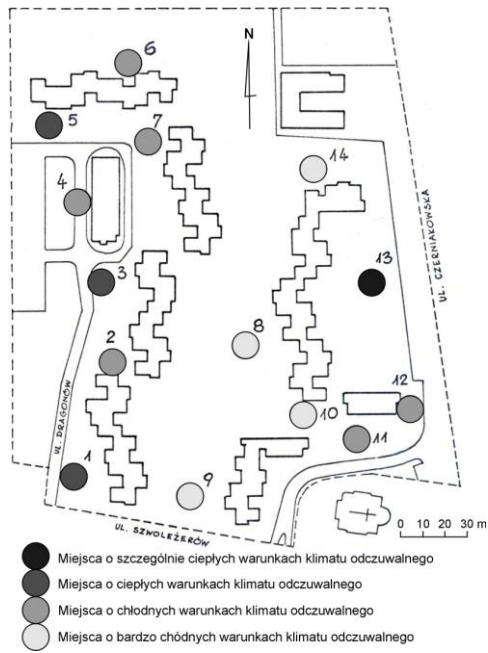 6
N
5
7
14
4
UL. CZERNIAKOWSKA
13
3
8
2
12
10
UL. DRAGONÓW
11
1
9
UL. SZWOLEŻERÓW
0 10 20 30 m
Miejsca o szczególnie ciepłych warunkach klimatu odczuwalnego
Miejsca o ciepłych warunkach klimatu odczuwalnego
Miejsca o chłodnych warunkach klimatu odczuwalnego
Miejsca o bardzo chódnych warunkach klimatu odczuwalnego